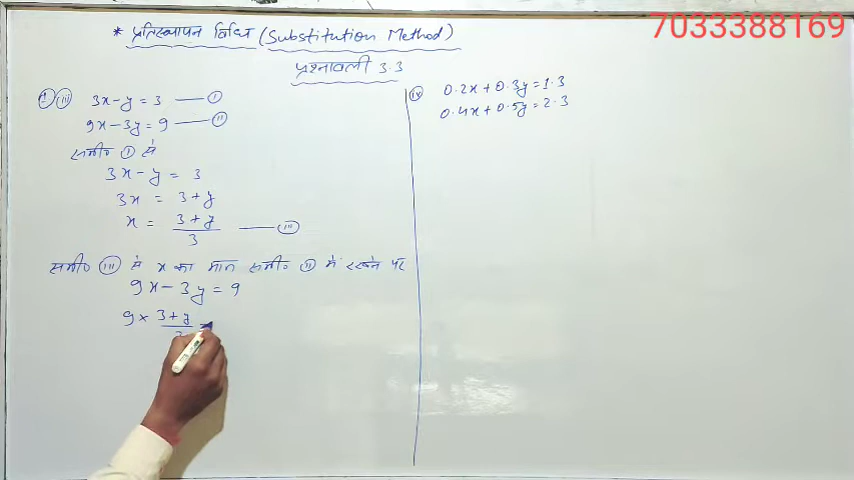 7033388169
* प्रतिस्थापन विधि (Substitution Method)
प्रश्नावली 3.3
1 (iii) 3x - y = 3 —— (i)
9x - 3y = 9 —— (ii)
समी० (i) से
3x - y = 3
3x = 3 + y
x = 3 + y / 3 —— (iii)
समी० (iii) से x का मान समी० (ii) में रखने पर
9x - 3y = 9
9 × 3 + y
(iv) 0.2x + 0.3y = 1.3
0.4x + 0.5y = 2.3